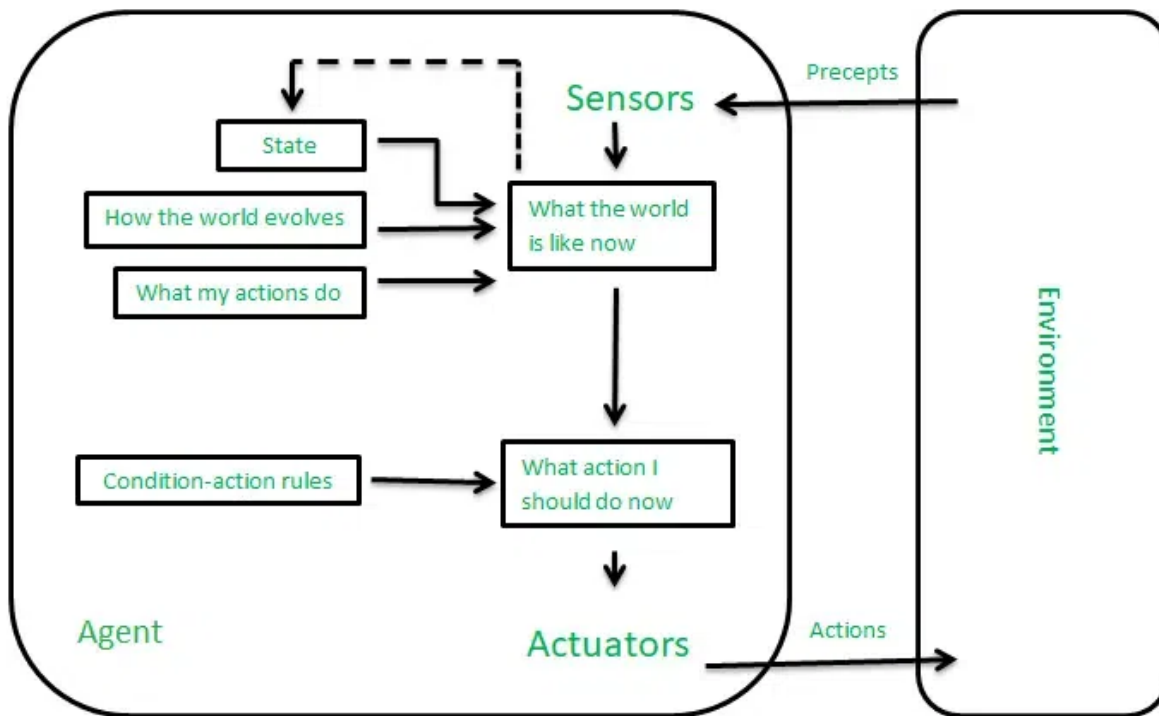 Precepts
Sensors
State
How the world evolves
What the world
is like now
What my actions do
Environment
Condition-action rules
What action I
should do now
Agent
Actuators
Actions